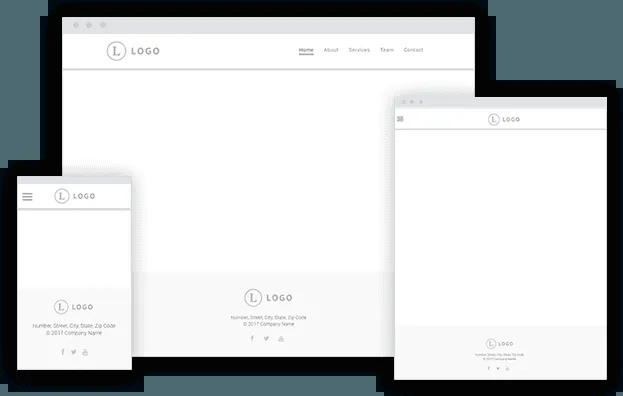 L LOGO
Home About Services Team Contact
L LOGO
Number, Street, City, State, Zip Code
© 2017 Company Name
L LOGO
L LOGO
Number, Street, City, State, Zip Code
© 2017 Company Name
L LOGO
L LOGO
Number, Street, City, State, Zip Code
© 2017 Company Name